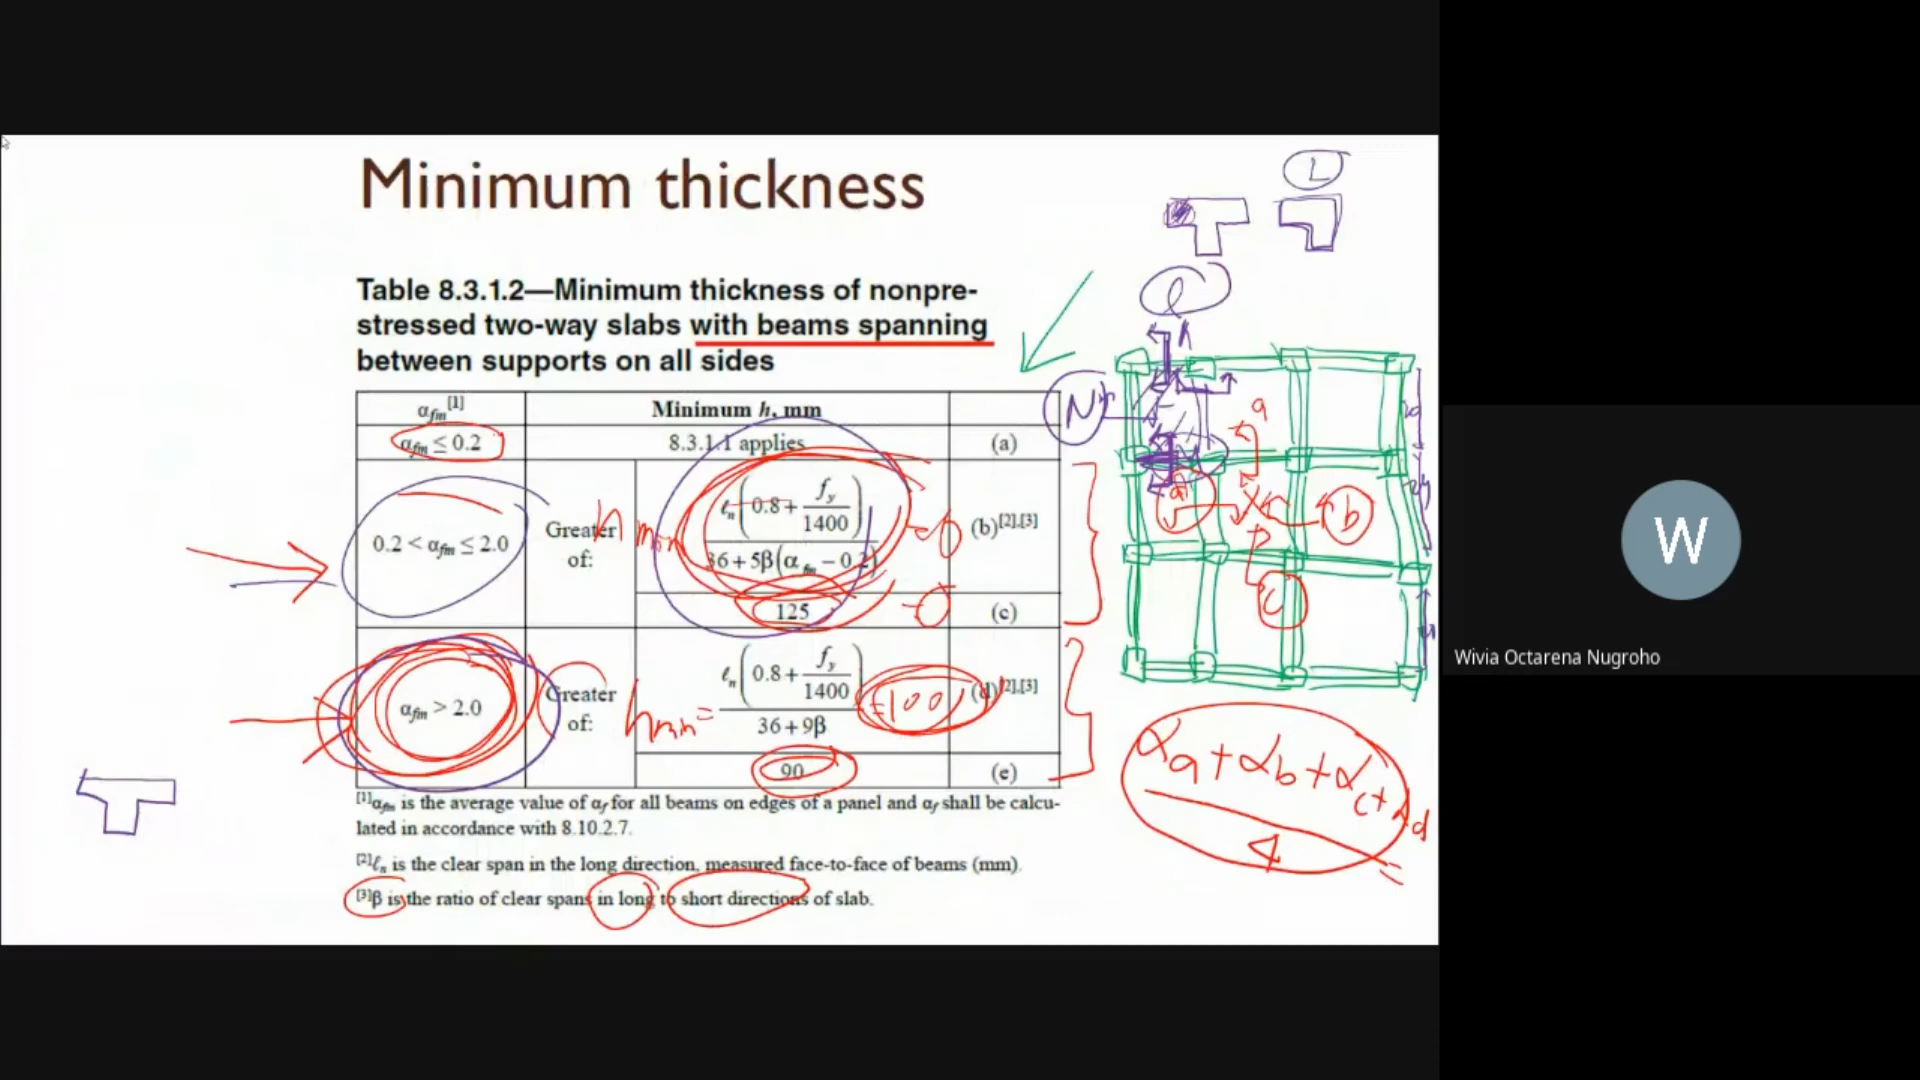 Minimum thickness
L
Table 8.3.1.2—Minimum thickness of nonpre-
stressed two-way slabs with beams spanning
between supports on all sides
αfm[1] Minimum h, mm
αfm ≤ 0.2 8.3.1.1 applies (a)
0.2 < αfm ≤ 2.0 Greater of: ℓn(0.8 + fy/1400) / 36 + 5β(αfm − 0.2) (b)[2],[3]
125 (c)
αfm > 2.0 Greater of: hmin = ℓn(0.8 + fy/1400) / 36 + 9β = 100 (d)[2],[3]
90 (e)
[1]αfm is the average value of αf for all beams on edges of a panel and αf shall be calcu-
lated in accordance with 8.10.2.7.
[2]ℓn is the clear span in the long direction, measured face-to-face of beams (mm).
[3]β is the ratio of clear spans in long to short directions of slab.
hmin
N
a
a
b
c
αa + αb + αc + αd
4 =
W
Wivia Octarena Nugroho